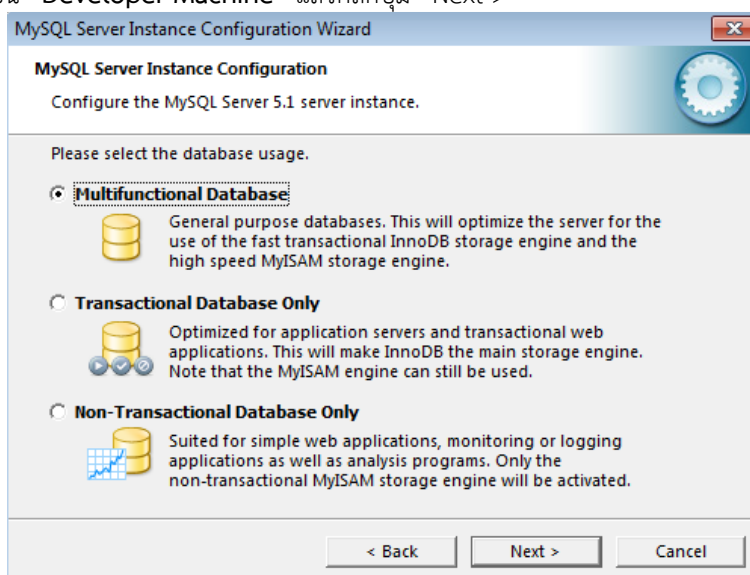 "Developer Machine" "Next >"
MySQL Server Instance Configuration Wizard
MySQL Server Instance Configuration
Configure the MySQL Server 5.1 server instance.
Please select the database usage.
Multifunctional Database
General purpose databases. This will optimize the server for the
use of the fast transactional InnoDB storage engine and the
high speed MyISAM storage engine.
Transactional Database Only
Optimized for application servers and transactional web
applications. This will make InnoDB the main storage engine.
Note that the MyISAM engine can still be used.
Non-Transactional Database Only
Suited for simple web applications, monitoring or logging
applications as well as analysis programs. Only the
non-transactional MyISAM storage engine will be activated.
< Back Next > Cancel